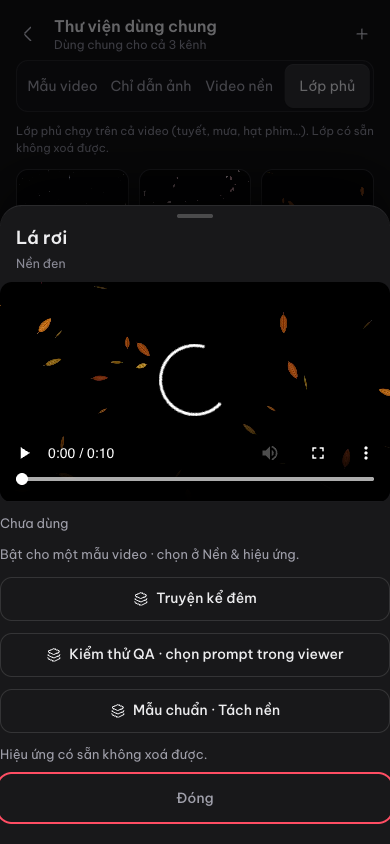 Thư viện dùng chung
Dùng chung cho cả 3 kênh
Mẫu video Chỉ dẫn ảnh Video nền Lớp phủ
Lớp phủ chạy trên cả video (tuyết, mưa, hạt phim…). Lớp có sẵn
không xoá được.
Lá rơi
Nền đen
0:00 / 0:10
Chưa dùng
Bật cho một mẫu video · chọn ở Nền & hiệu ứng.
Truyện kể đêm
Kiểm thử QA · chọn prompt trong viewer
Mẫu chuẩn · Tách nền
Hiệu ứng có sẵn không xoá được.
Đóng